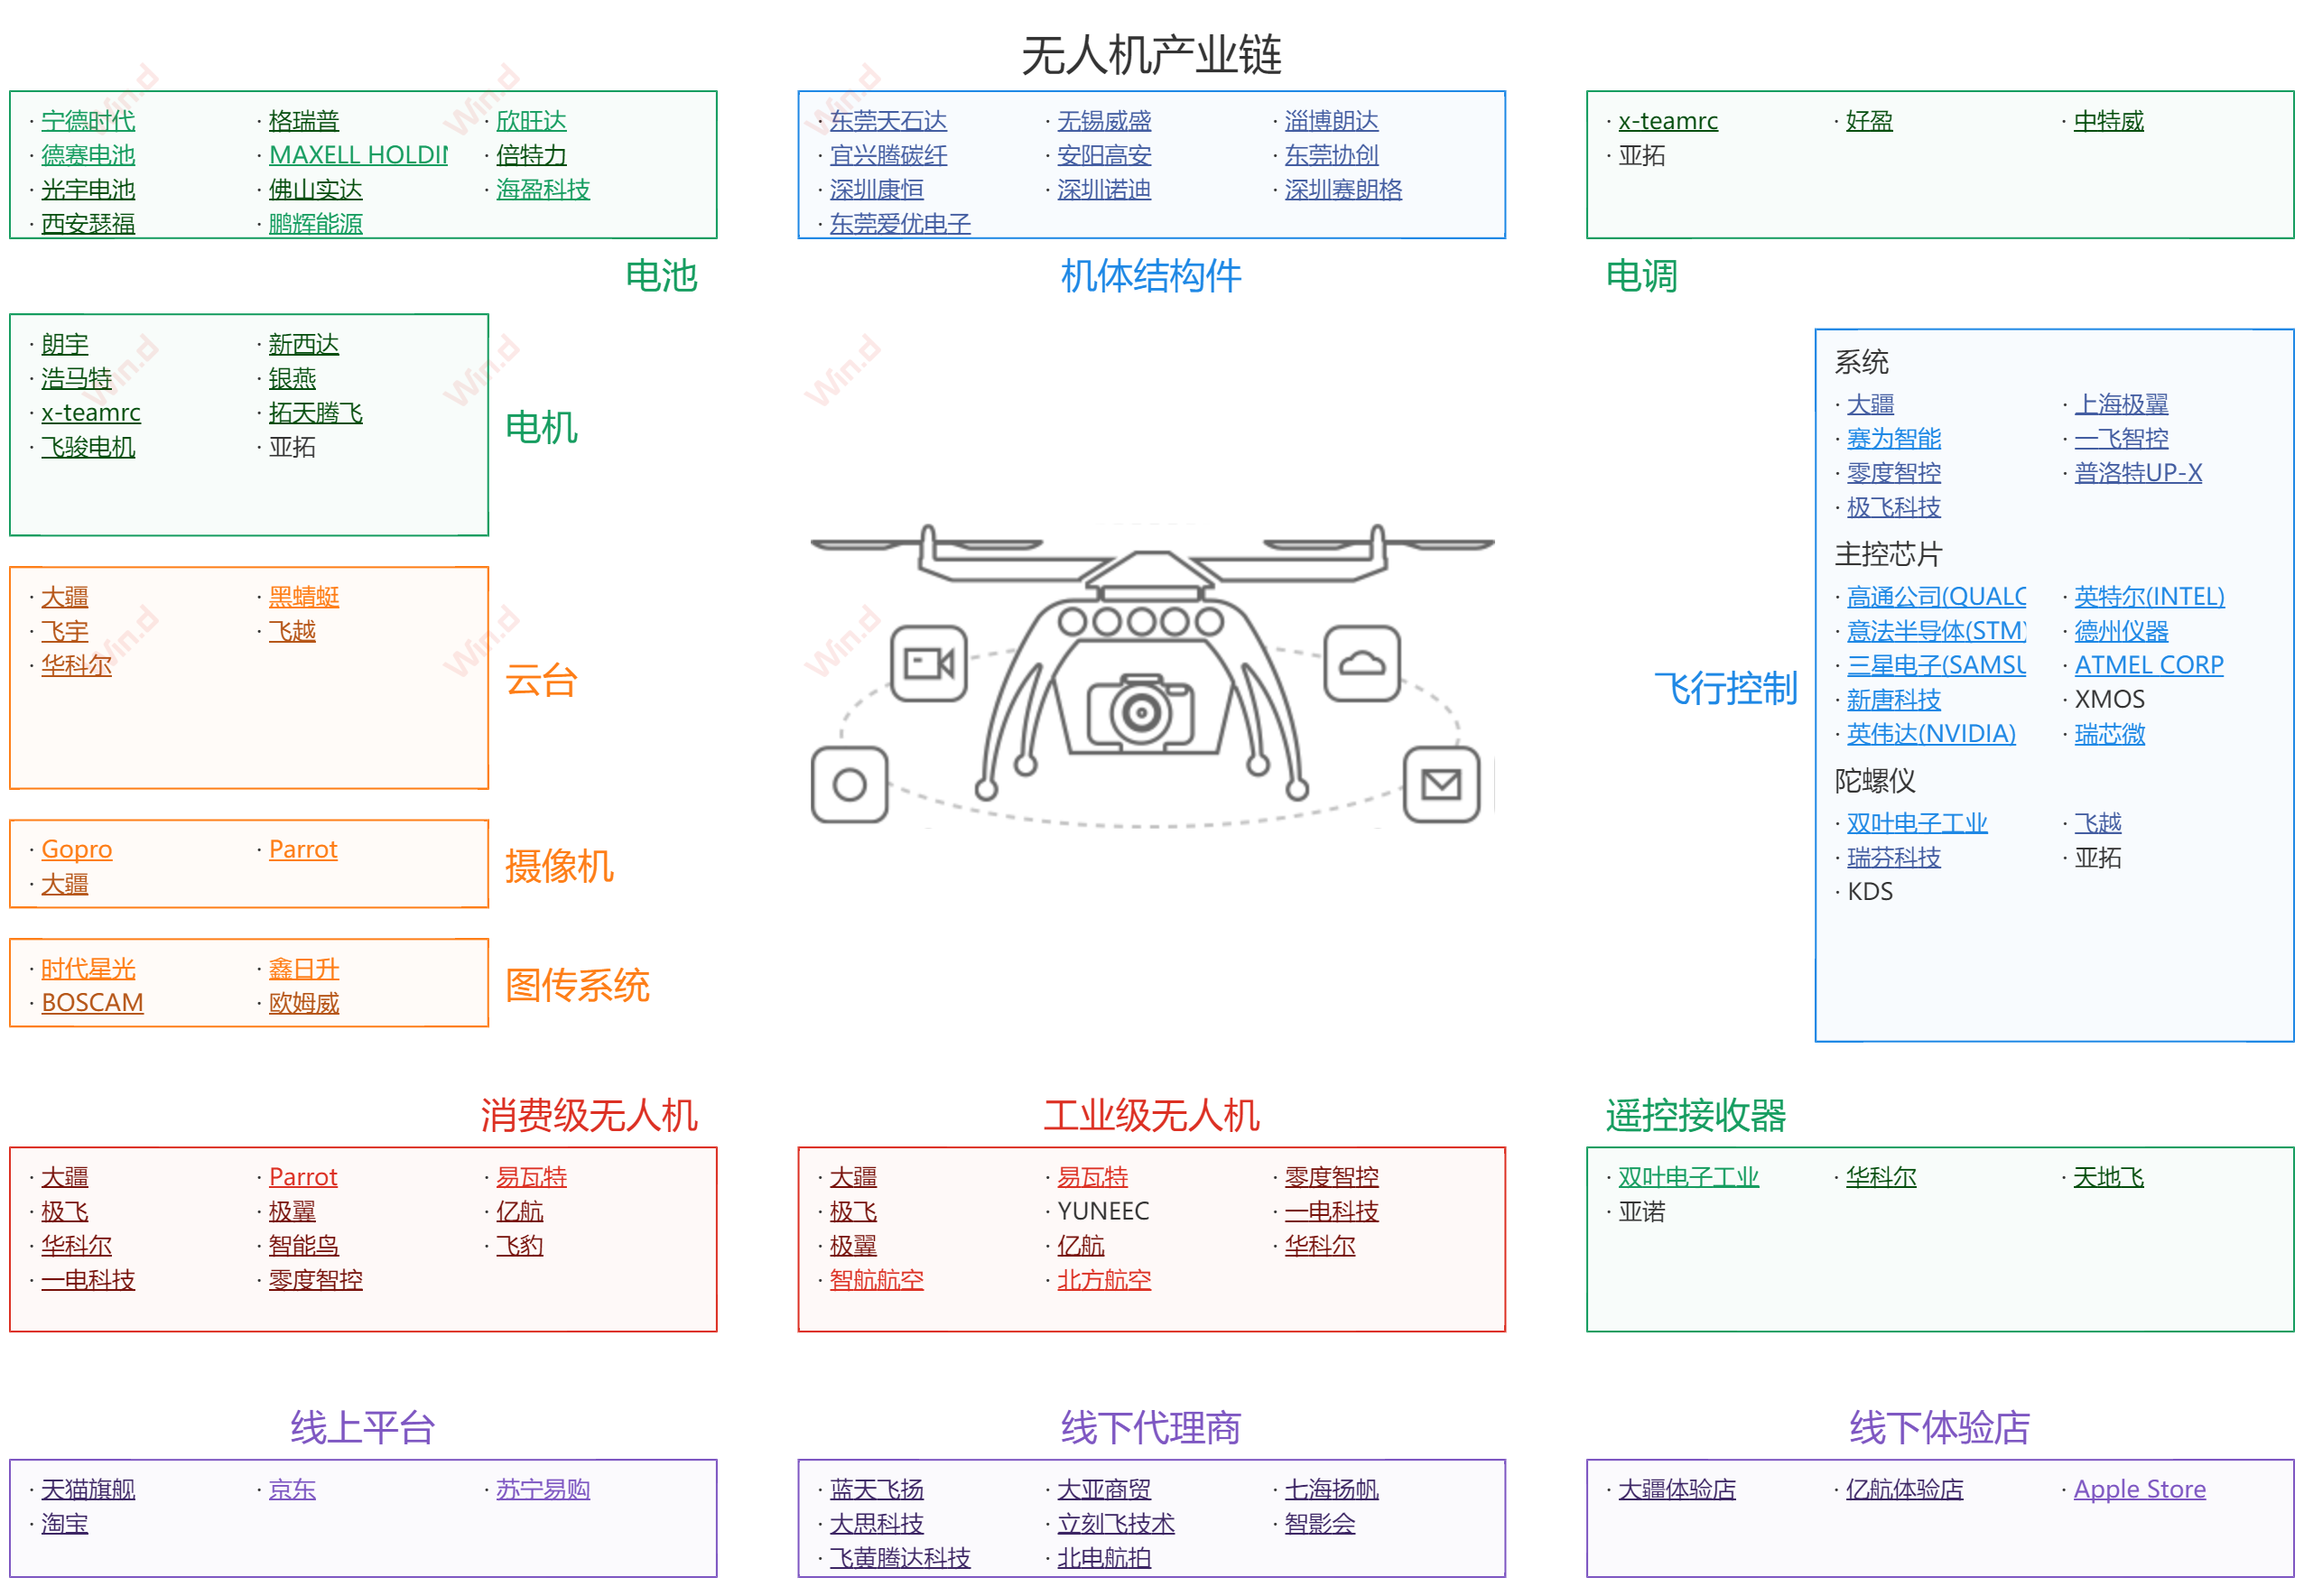 无人机产业链
· 宁德时代 · 格瑞普 · 欣旺达
· 德赛电池 · MAXELL HOLDIN · 倍特力
· 光宇电池 · 佛山实达 · 海盈科技
· 西安瑟福 · 鹏辉能源
电池
· 东莞天石达 · 无锡威盛 · 淄博朗达
· 宜兴腾碳纤 · 安阳高安 · 东莞协创
· 深圳康恒 · 深圳诺迪 · 深圳赛朗格
· 东莞爱优电子
机体结构件
· x-teamrc · 好盈 · 中特威
· 亚拓
电调
· 朗宇 · 新西达
· 浩马特 · 银燕
· x-teamrc · 拓天腾飞
· 飞骏电机 · 亚拓
电机
· 大疆 · 黑蜻蜓
· 飞宇 · 飞越
· 华科尔
云台
· Gopro · Parrot
· 大疆
摄像机
· 时代星光 · 鑫日升
· BOSCAM · 欧姆威
图传系统
飞行控制
系统
· 大疆 · 上海极翼
· 赛为智能 · 一飞智控
· 零度智控 · 普洛特UP-X
· 极飞科技
主控芯片
· 高通公司(QUALC · 英特尔(INTEL)
· 意法半导体(STM) · 德州仪器
· 三星电子(SAMSU · ATMEL CORP
· 新唐科技 · XMOS
· 英伟达(NVIDIA) · 瑞芯微
陀螺仪
· 双叶电子工业 · 飞越
· 瑞芬科技 · 亚拓
· KDS
消费级无人机
· 大疆 · Parrot · 易瓦特
· 极飞 · 极翼 · 亿航
· 华科尔 · 智能鸟 · 飞豹
· 一电科技 · 零度智控
工业级无人机
· 大疆 · 易瓦特 · 零度智控
· 极飞 · YUNEEC · 一电科技
· 极翼 · 亿航 · 华科尔
· 智航航空 · 北方航空
遥控接收器
· 双叶电子工业 · 华科尔 · 天地飞
· 亚诺
线上平台
· 天猫旗舰 · 京东 · 苏宁易购
· 淘宝
线下代理商
· 蓝天飞扬 · 大亚商贸 · 七海扬帆
· 大思科技 · 立刻飞技术 · 智影会
· 飞黄腾达科技 · 北电航拍
线下体验店
· 大疆体验店 · 亿航体验店 · Apple Store
Win.d
Win.d
Win.d
Win.d
Win.d
Win.d
Win.d
Win.d
Win.d